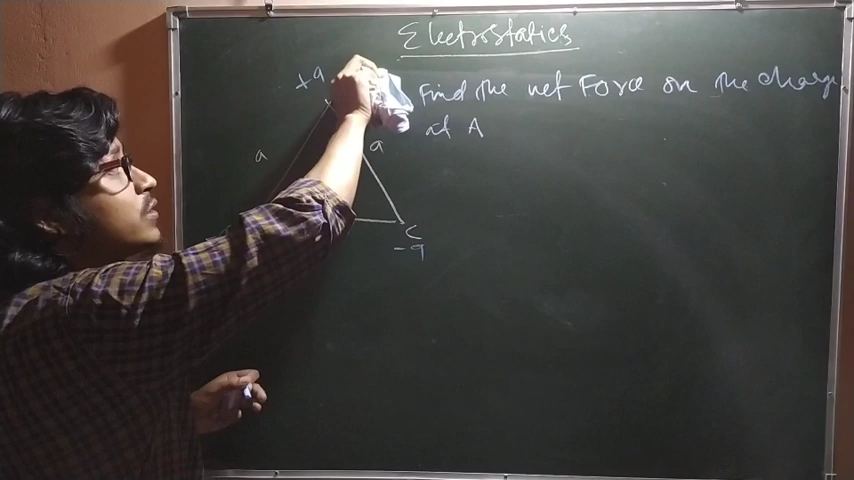 Electrostatics
+q
Find the net Force on the charge
at A
a
a
C
-q